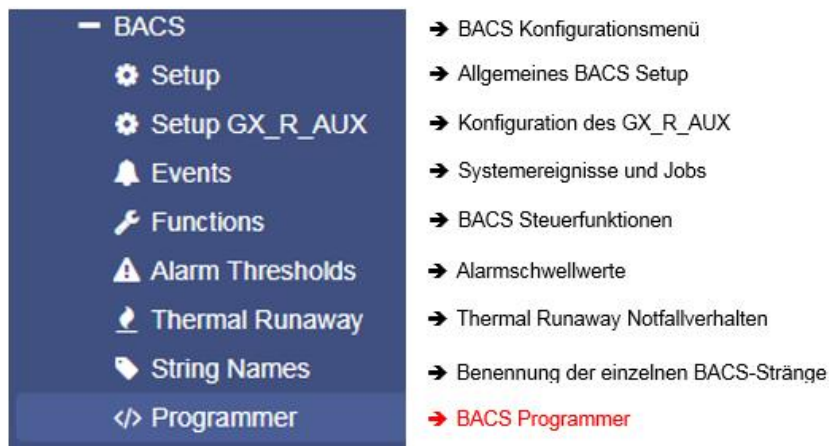 BACS ➔ BACS Konfigurationsmenü
Setup ➔ Allgemeines BACS Setup
Setup GX_R_AUX ➔ Konfiguration des GX_R_AUX
Events ➔ Systemereignisse und Jobs
Functions ➔ BACS Steuerfunktionen
Alarm Thresholds ➔ Alarmschwellwerte
Thermal Runaway ➔ Thermal Runaway Notfallverhalten
String Names ➔ Benennung der einzelnen BACS-Stränge
Programmer ➔ BACS Programmer